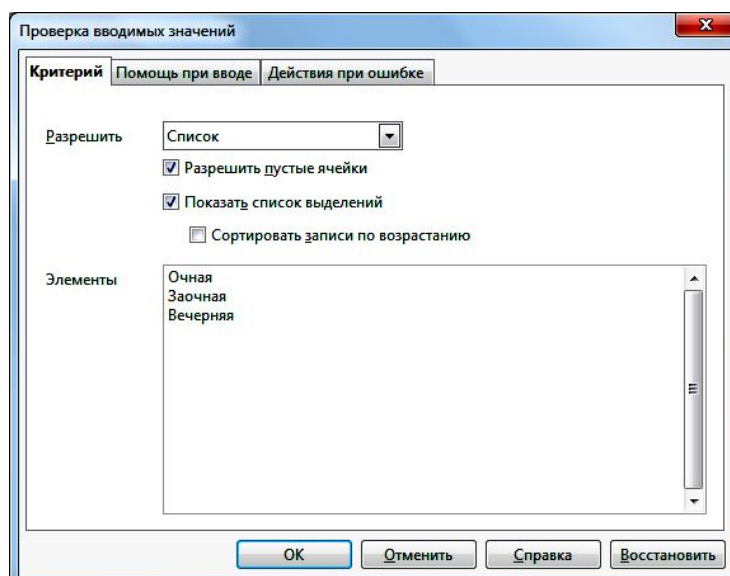 Проверка вводимых значений
Критерий Помощь при вводе Действия при ошибке
Разрешить Список
Разрешить пустые ячейки
Показать список выделений
Сортировать записи по возрастанию
Элементы Очная
Заочная
Вечерняя
OK Отменить Справка Восстановить